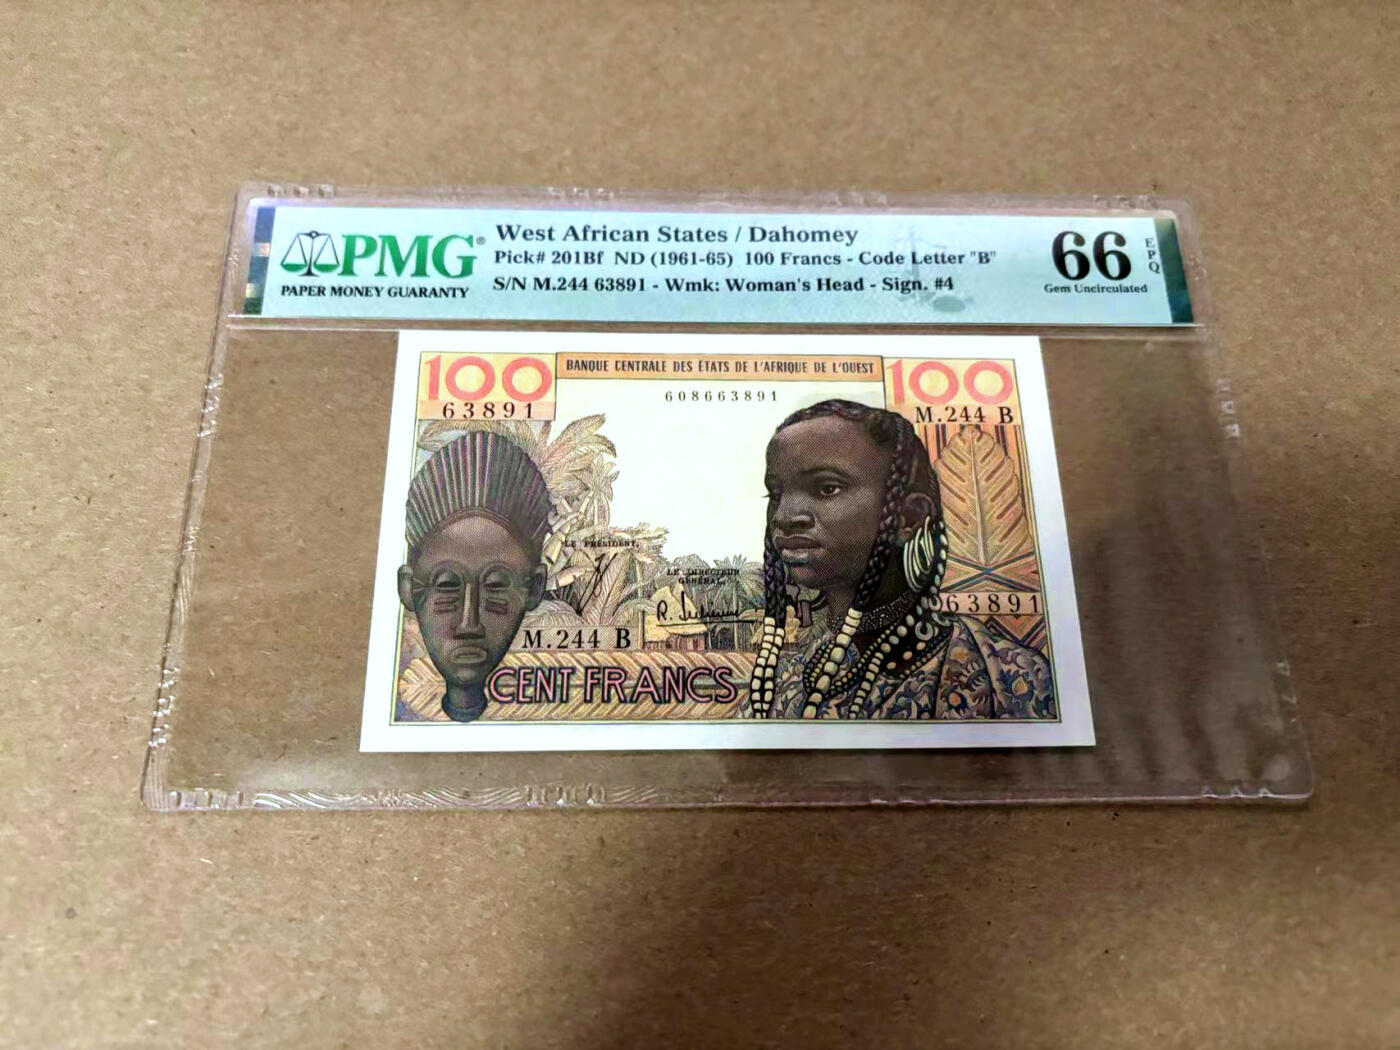 PMG®
PAPER MONEY GUARANTY
West African States / Dahomey
Pick# 201Bf ND (1961-65) 100 Francs - Code Letter "B"
S/N M.244 63891 - Wmk: Woman's Head - Sign. #4
66
EPQ
Gem Uncirculated
100
BANQUE CENTRALE DES ÉTATS DE L'AFRIQUE DE L'OUEST
100
63891
608663891
M.244 B
LE PRÉSIDENT,
LE DIRECTEUR
GÉNÉRAL,
63891
M.244 B
CENT FRANCS